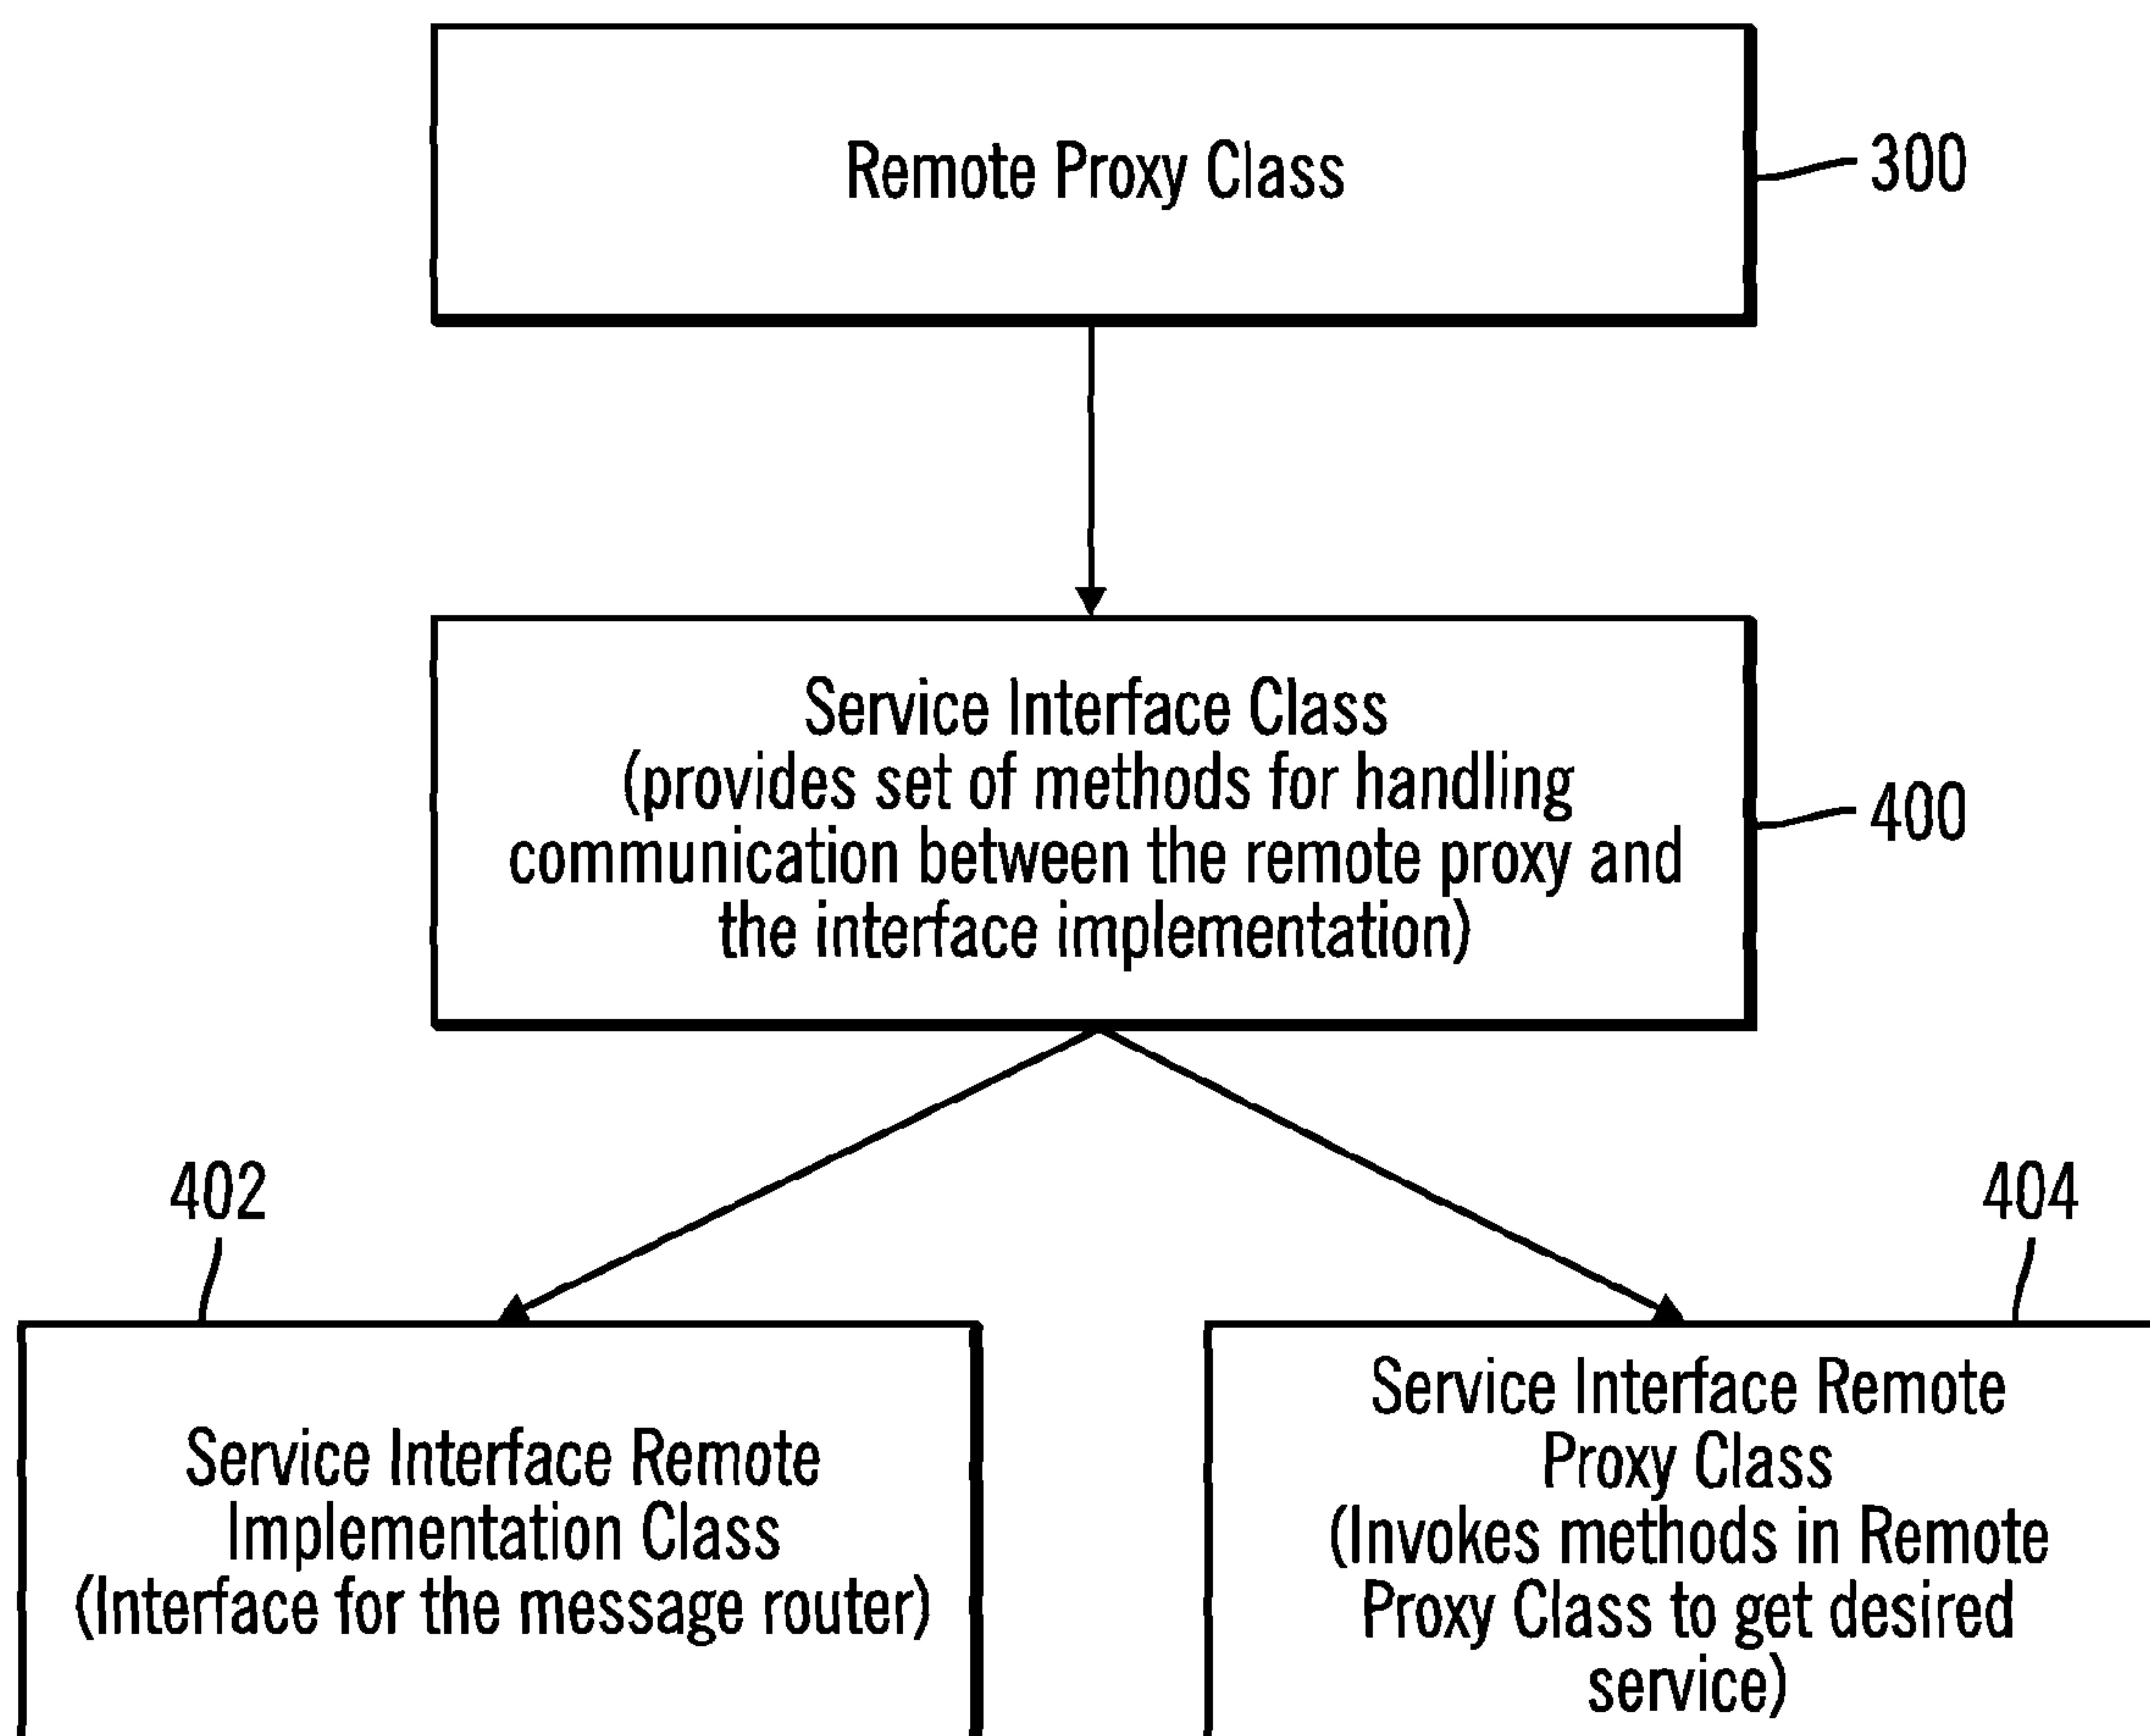 Remote Proxy Class
300
Service Interface Class
(provides set of methods for handling
communication between the remote proxy and
the interface implementation)
400
402
404
Service Interface Remote
Implementation Class
(Interface for the message router)
Service Interface Remote
Proxy Class
(Invokes methods in Remote
Proxy Class to get desired
service)